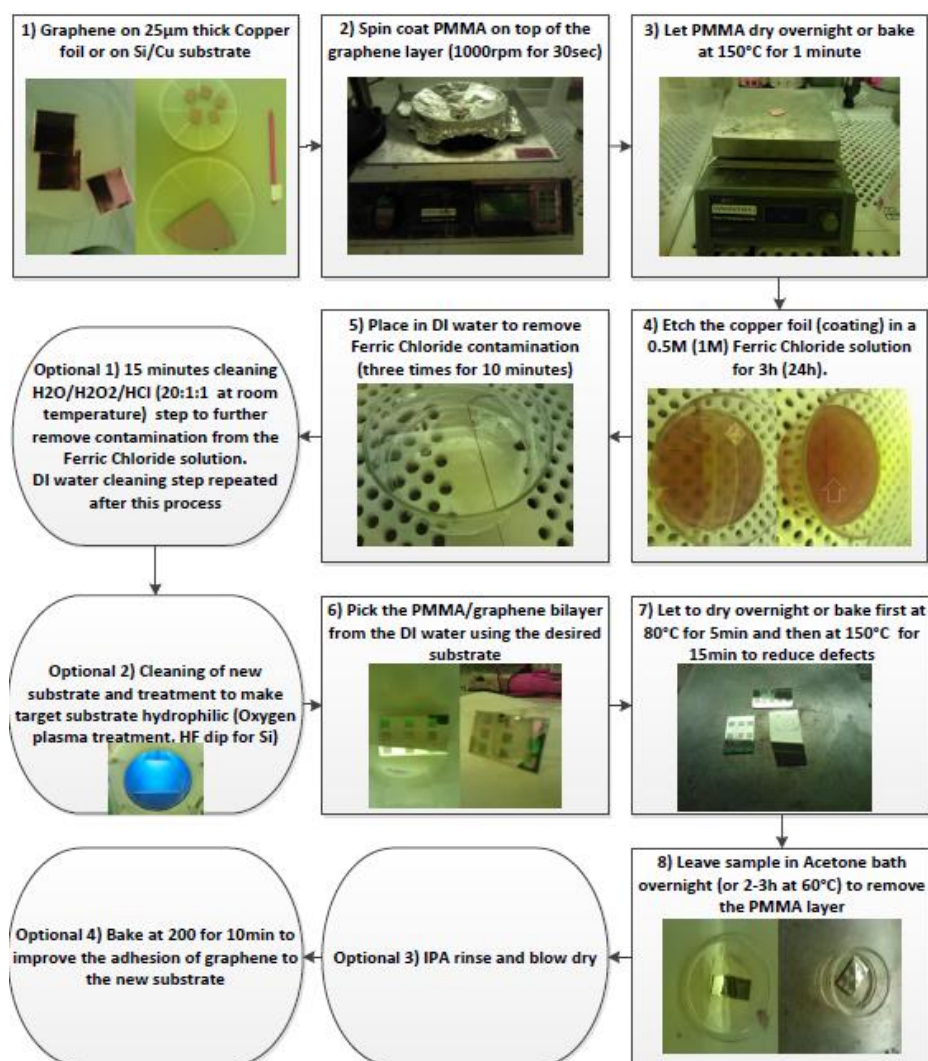 1) Graphene on 25µm thick Copper
foil or on Si/Cu substrate
2) Spin coat PMMA on top of the
graphene layer (1000rpm for 30sec)
3) Let PMMA dry overnight or bake
at 150°C for 1 minute
4) Etch the copper foil (coating) in a
0.5M (1M) Ferric Chloride solution
for 3h (24h).
5) Place in DI water to remove
Ferric Chloride contamination
(three times for 10 minutes)
Optional 1) 15 minutes cleaning
H2O/H2O2/HCl (20:1:1 at room
temperature) step to further
remove contamination from the
Ferric Chloride solution.
DI water cleaning step repeated
after this process
Optional 2) Cleaning of new
substrate and treatment to make
target substrate hydrophilic (Oxygen
plasma treatment, HF dip for Si)
6) Pick the PMMA/graphene bilayer
from the DI water using the desired
substrate
7) Let to dry overnight or bake first at
80°C for 5min and then at 150°C for
15min to reduce defects
8) Leave sample in Acetone bath
overnight (or 2-3h at 60°C) to remove
the PMMA layer
Optional 3) IPA rinse and blow dry
Optional 4) Bake at 200 for 10min to
improve the adhesion of graphene to
the new substrate